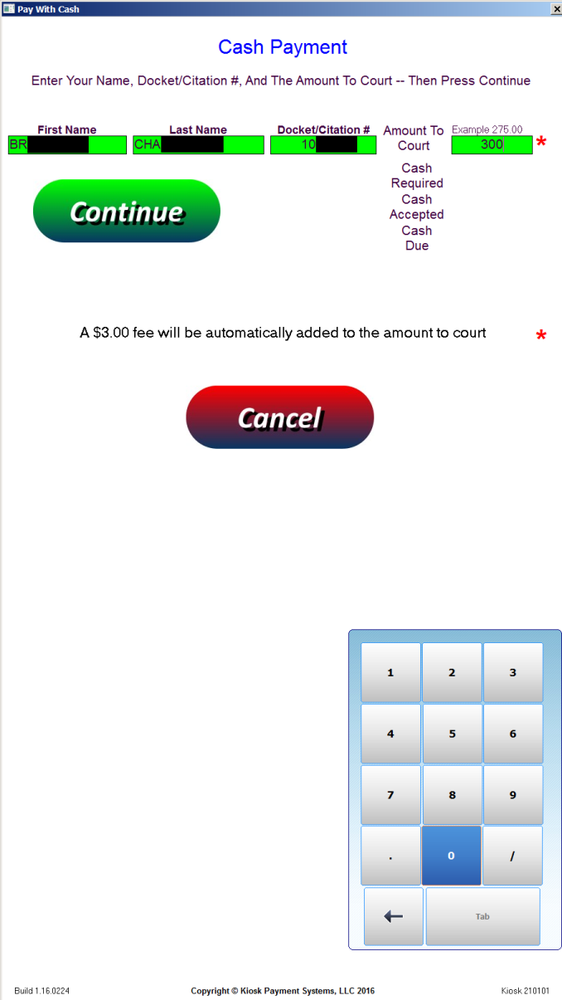 Pay With Cash
Cash Payment
Enter Your Name, Docket/Citation #, And The Amount To Court -- Then Press Continue
First Name
Last Name
Docket/Citation #
Amount To
Court
Example 275.00
BR
CHA
10
300
*
Cash
Required
Cash
Accepted
Cash
Due
Continue
A $3.00 fee will be automatically added to the amount to court
*
Cancel
1 2 3
4 5 6
7 8 9
. 0 /
← Tab
Build 1.16.0224
Copyright © Kiosk Payment Systems, LLC 2016
Kiosk 210101